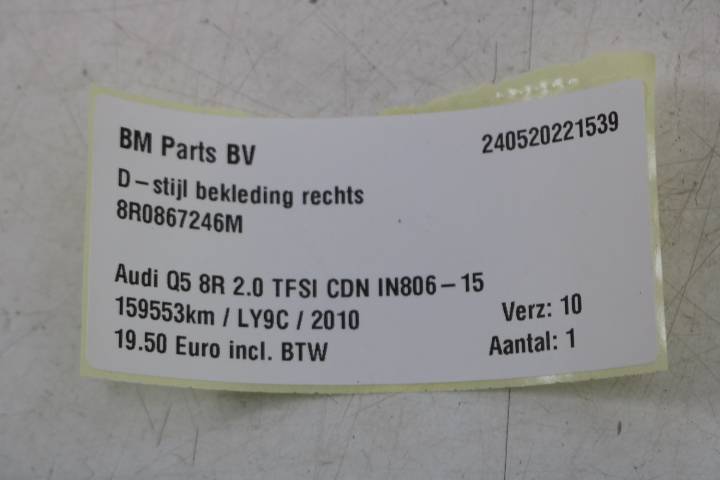 BM Parts BV 240520221539
D-stijl bekleding rechts
8R0867246M
Audi Q5 8R 2.0 TFSI CDN IN806-15
159553km / LY9C / 2010 Verz: 10
19.50 Euro incl. BTW Aantal: 1